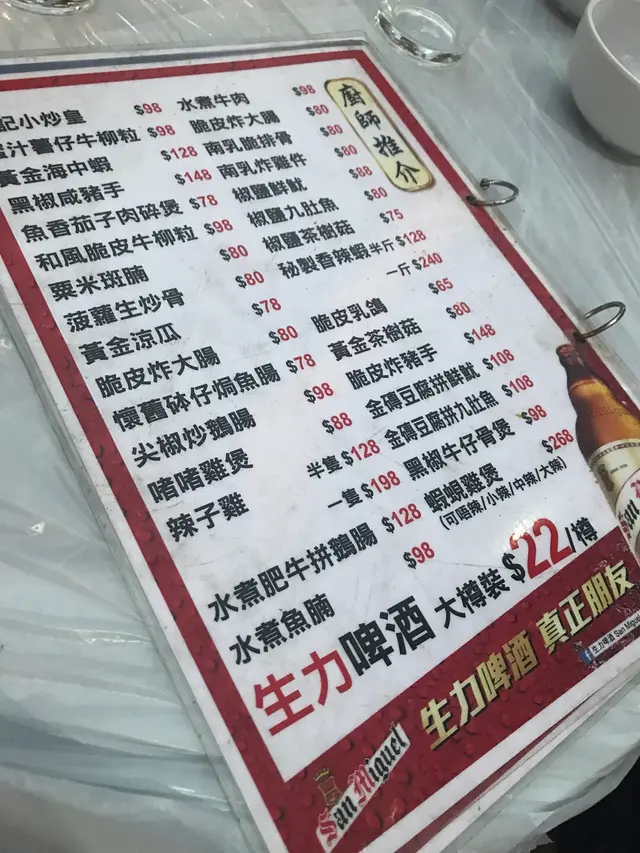 廚師推介
記小炒皇 $98
汁薯仔牛柳粒 $98
黃金海中蝦 $128
黑椒咸豬手 $148
魚香茄子肉碎煲 $78
和風脆皮牛柳粒 $98
粟米斑腩 $80
菠蘿生炒骨 $80
黃金涼瓜 $78
脆皮炸大腸 $80
懷舊砵仔焗魚腸 $78
尖椒炒鵝腸 $98
啫啫雞煲 $88
辣子雞 半隻$128
一隻$198
水煮肥牛拼鵝腸 $128
水煮魚腩 $98
水煮牛肉 $98
脆皮炸大腸 $80
南乳脆排骨 $80
南乳炸雞件 $80
椒鹽鮮魷 $88
椒鹽九肚魚 $80
椒鹽茶樹菇 $75
秘製香辣蝦 半斤$128
一斤$240
脆皮乳鴿 $65
黃金茶樹菇 $80
脆皮炸豬手 $148
金磚豆腐拼鮮魷 $108
金磚豆腐拼九肚魚 $108
黑椒牛仔骨煲 $98
蝦蜆雞煲 $268
(可唔辣/小辣/中辣/大辣)
生力啤酒 大樽裝 $22/樽
San Miguel 生力啤酒 真正朋友
生力啤酒 San Miguel